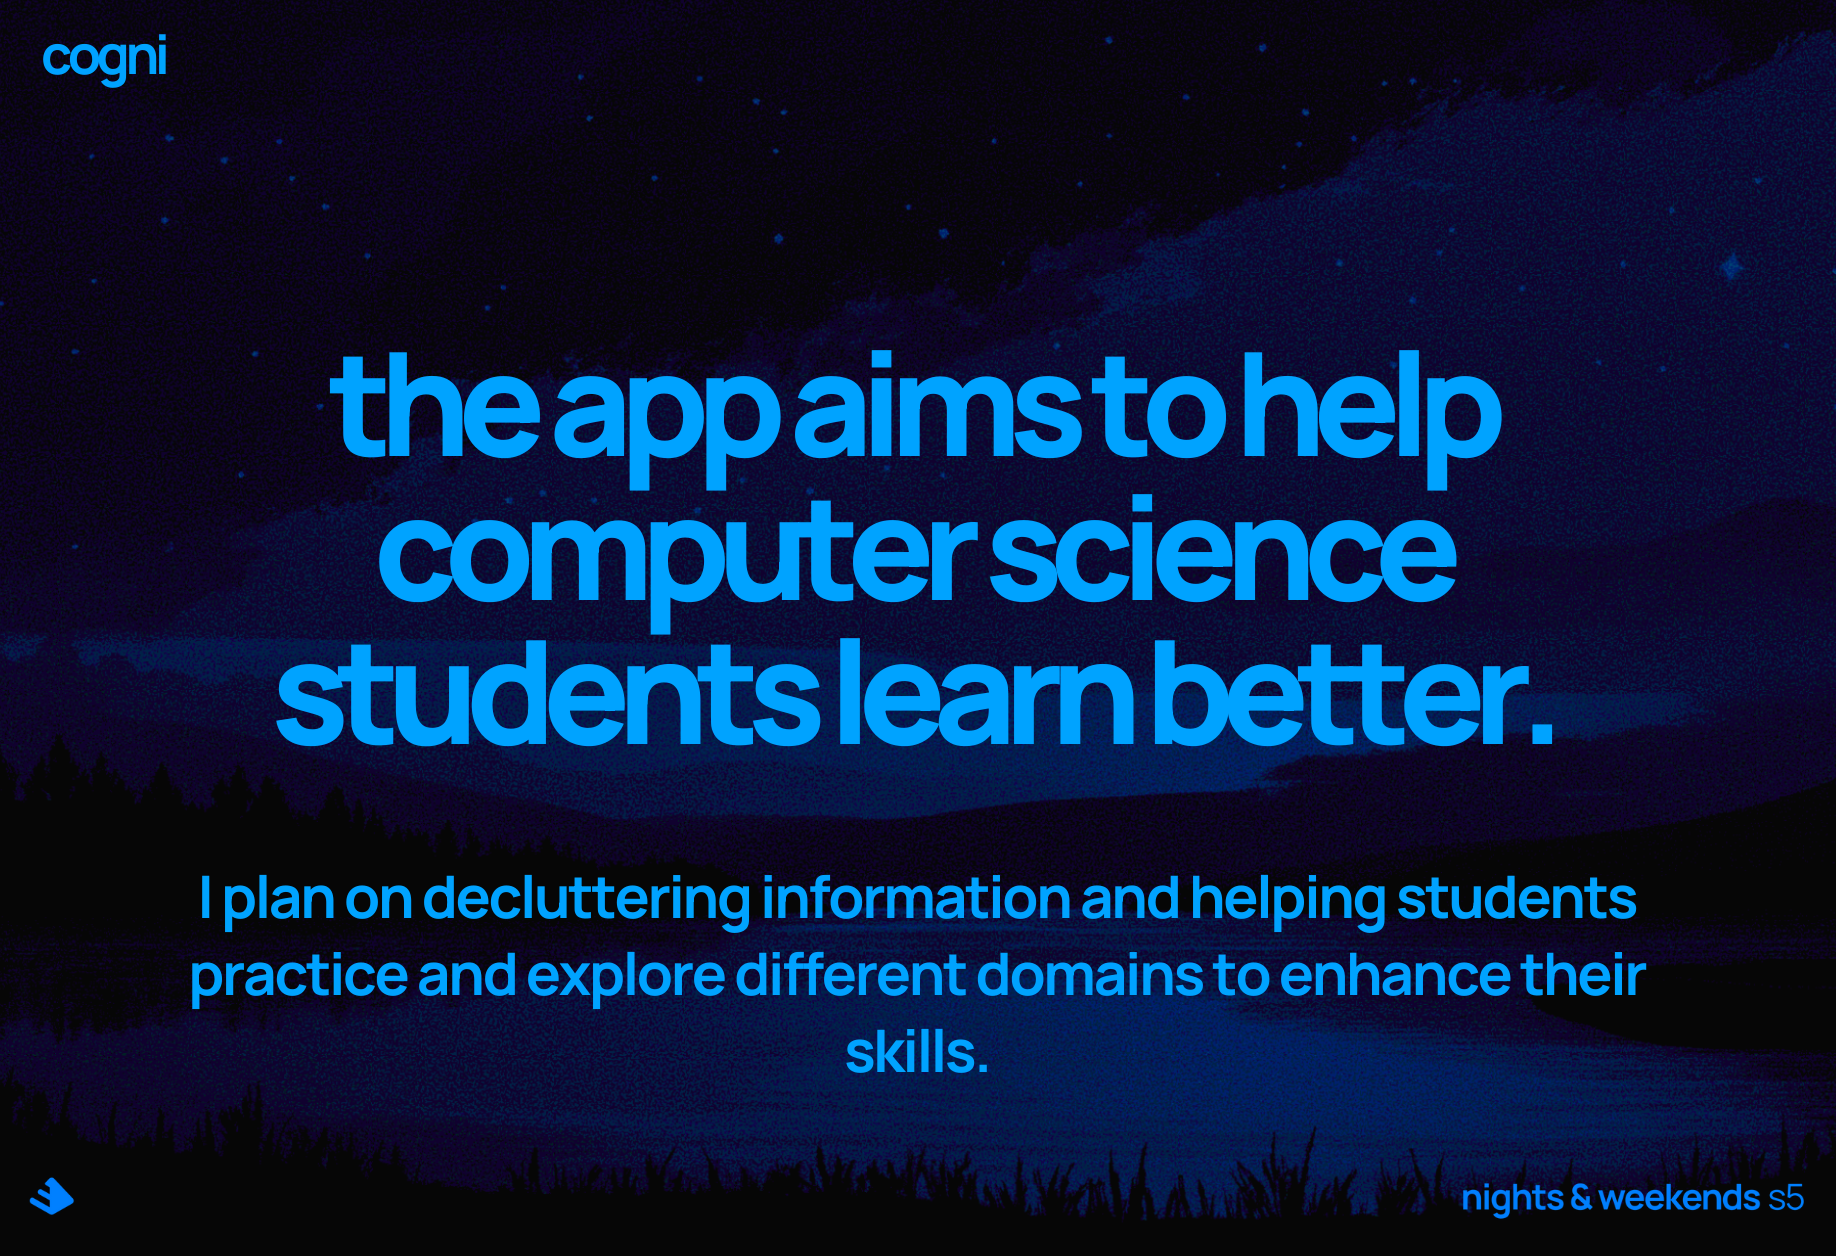 cogni
the app aims to help
computer science
students learn better.
I plan on decluttering information and helping students
practice and explore different domains to enhance their
skills.
nights & weekends s5